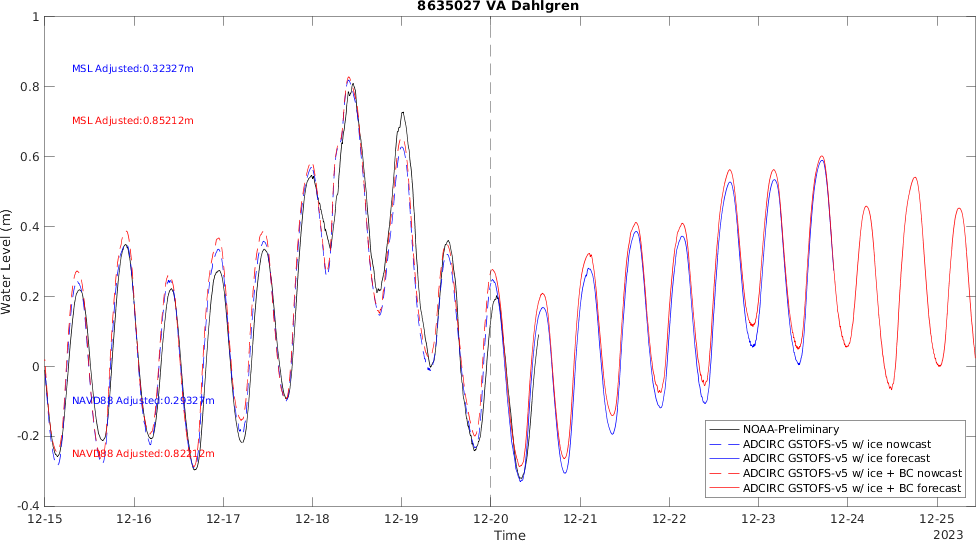 8635027 VA Dahlgren
1
0.8
0.6
0.4
0.2
0
-0.2
-0.4
Water Level (m)
MSL Adjusted:0.32327m
MSL Adjusted:0.85212m
NAVD88 Adjusted:0.29327m
NAVD88 Adjusted:0.82212m
NOAA-Preliminary
ADCIRC GSTOFS-v5 w/ ice nowcast
ADCIRC GSTOFS-v5 w/ ice forecast
ADCIRC GSTOFS-v5 w/ ice + BC nowcast
ADCIRC GSTOFS-v5 w/ ice + BC forecast
12-15 12-16 12-17 12-18 12-19 12-20 12-21 12-22 12-23 12-24 12-25
Time
2023